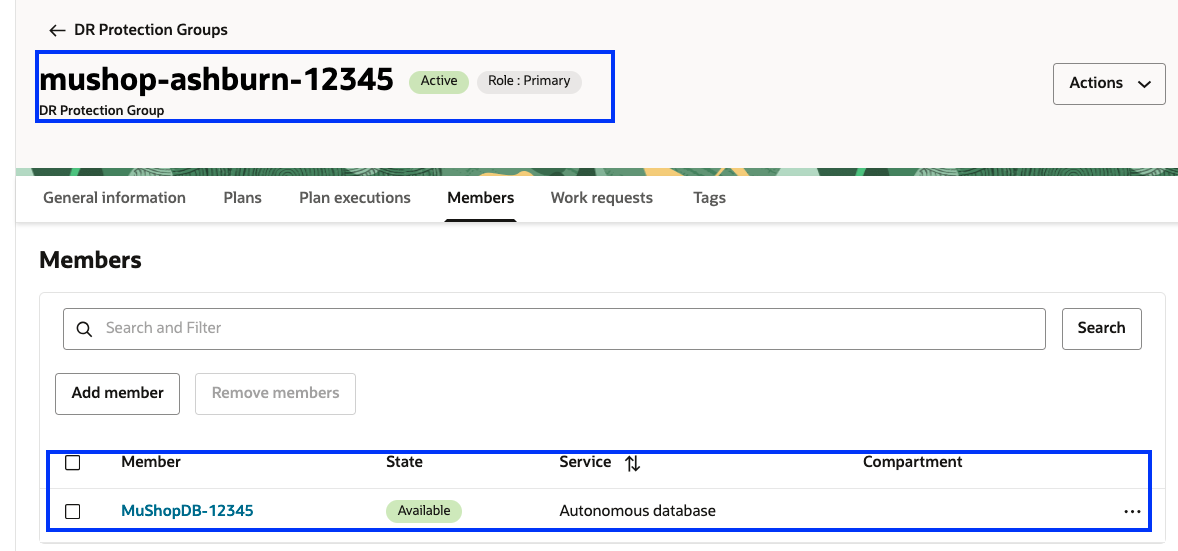 DR Protection Groups
mushop-ashburn-12345 Active Role : Primary
DR Protection Group
Actions
General information Plans Plan executions Members Work requests Tags
Members
Search and Filter Search
Add member Remove members
Member State Service Compartment
MuShopDB-12345 Available Autonomous database